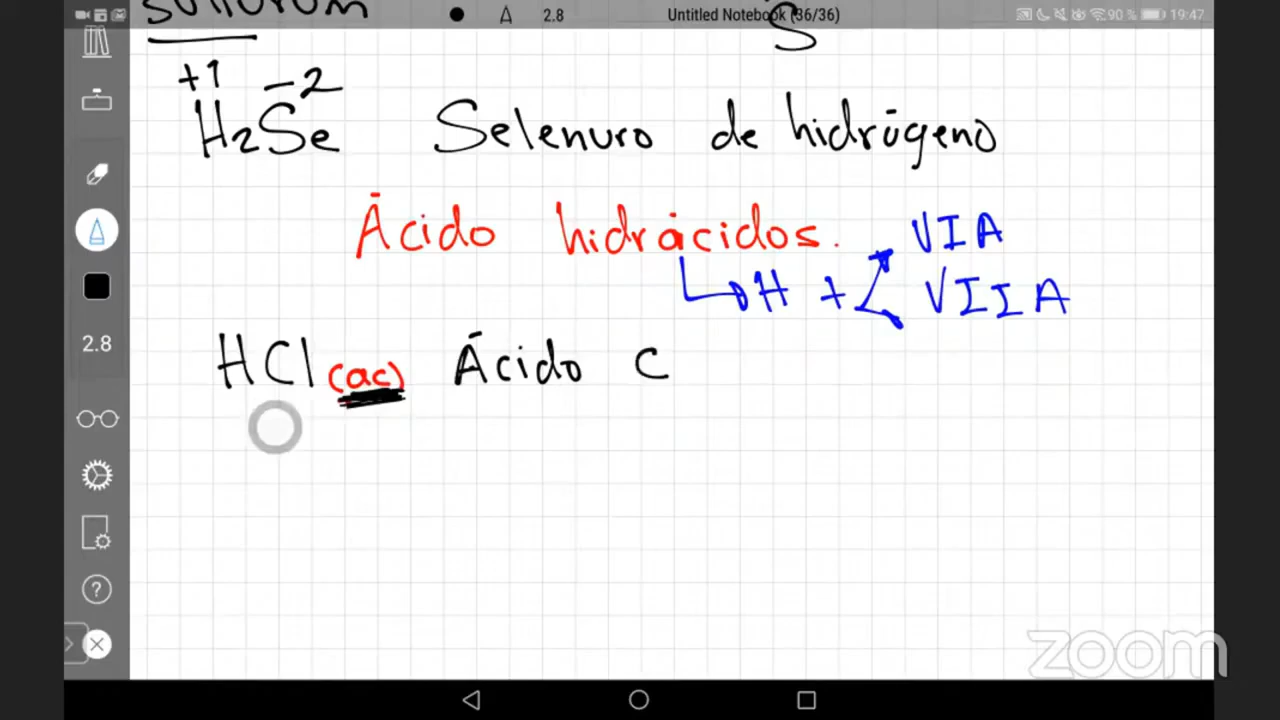 2.8 Untitled Notebook (36/36) 90 % 19:47
sulfurum S
+1 -2
H2Se Selenuro de hidrógeno
Ácido hidrácidos. VIA
H + VIIA
2.8
HCl(ac) Ácido C
zoom